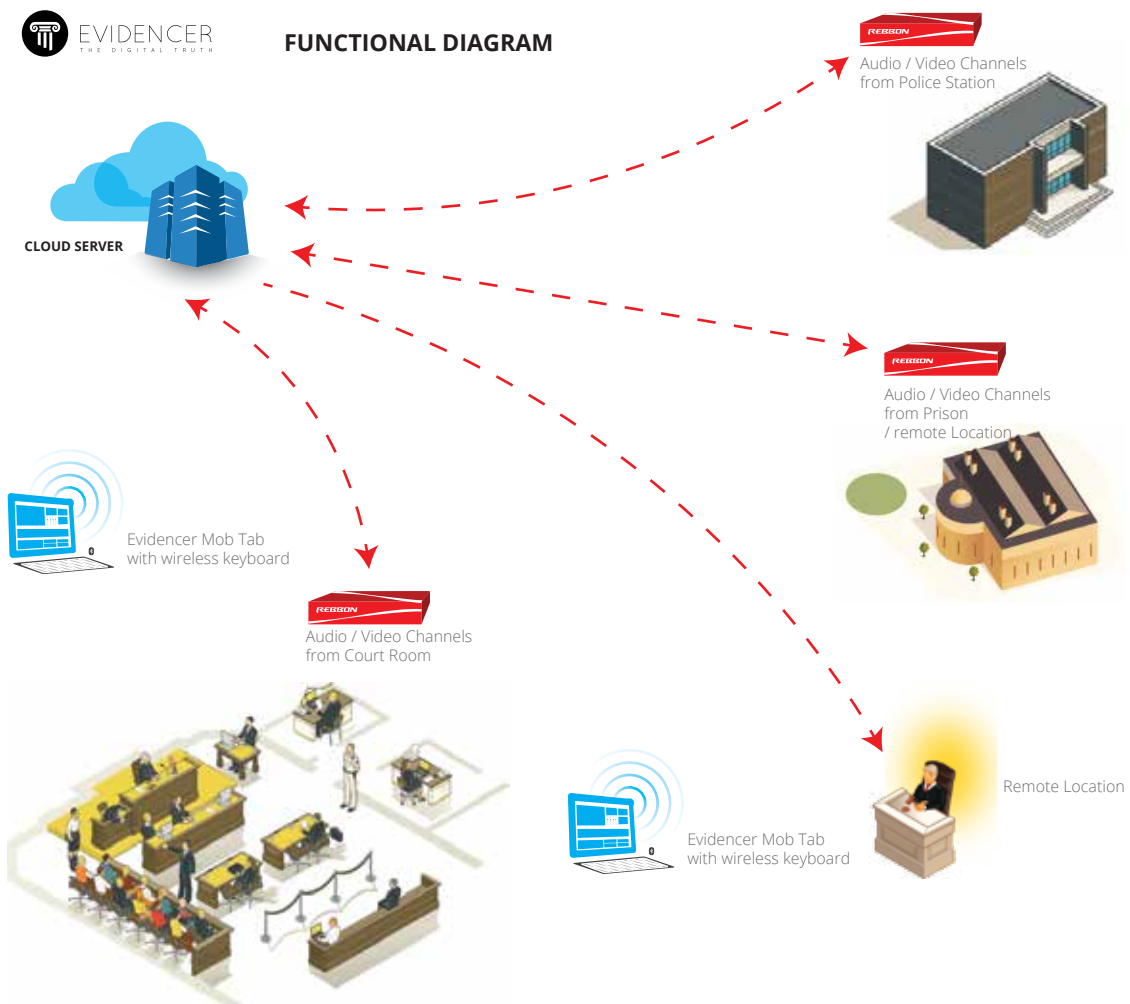 EVIDENCER
THE DIGITAL TRUTH
FUNCTIONAL DIAGRAM
REBBON
Audio / Video Channels
from Police Station
CLOUD SERVER
REBBON
Audio / Video Channels
from Prison
/ remote Location
Evidencer Mob Tab
with wireless keyboard
REBBON
Audio / Video Channels
from Court Room
Remote Location
Evidencer Mob Tab
with wireless keyboard